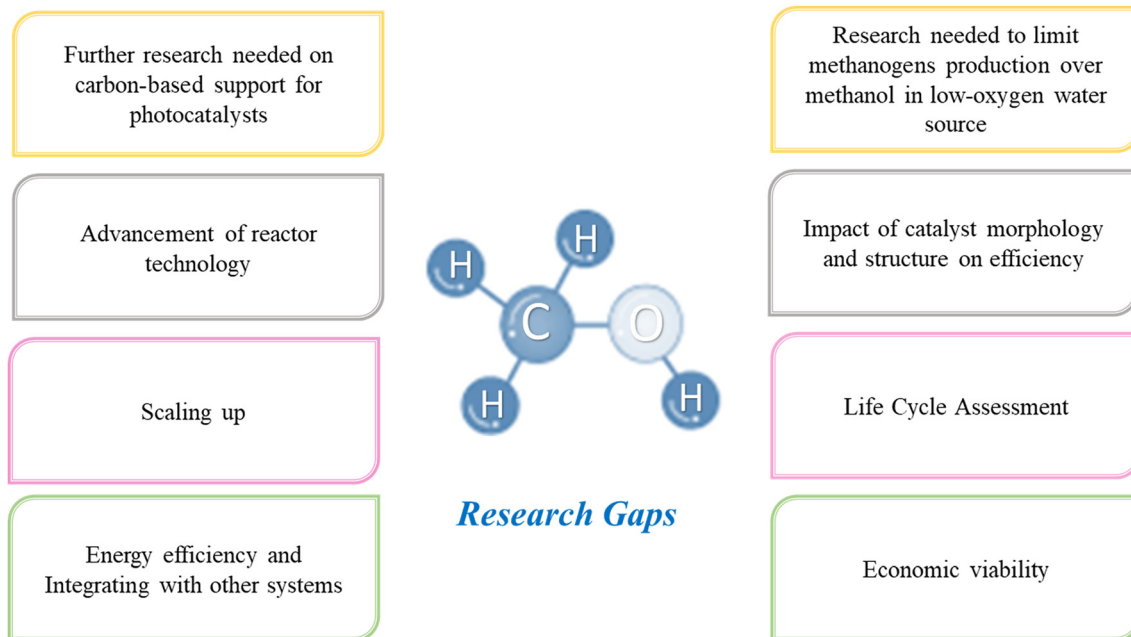 Further research needed on
carbon-based support for
photocatalysts
Advancement of reactor
technology
Scaling up
Energy efficiency and
Integrating with other systems
H
H
C
O
H
H
Research Gaps
Research needed to limit
methanogens production over
methanol in low-oxygen water
source
Impact of catalyst morphology
and structure on efficiency
Life Cycle Assessment
Economic viability